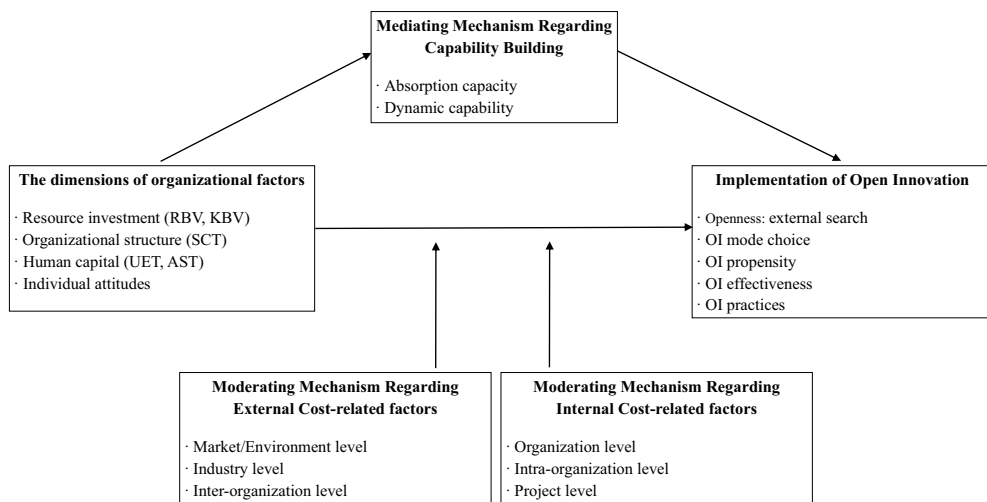 Mediating Mechanism Regarding
Capability Building
· Absorption capacity
· Dynamic capability
The dimensions of organizational factors
· Resource investment (RBV, KBV)
· Organizational structure (SCT)
· Human capital (UET, AST)
· Individual attitudes
Implementation of Open Innovation
· Openness: external search
· OI mode choice
· OI propensity
· OI effectiveness
· OI practices
Moderating Mechanism Regarding
External Cost-related factors
· Market/Environment level
· Industry level
· Inter-organization level
Moderating Mechanism Regarding
Internal Cost-related factors
· Organization level
· Intra-organization level
· Project level